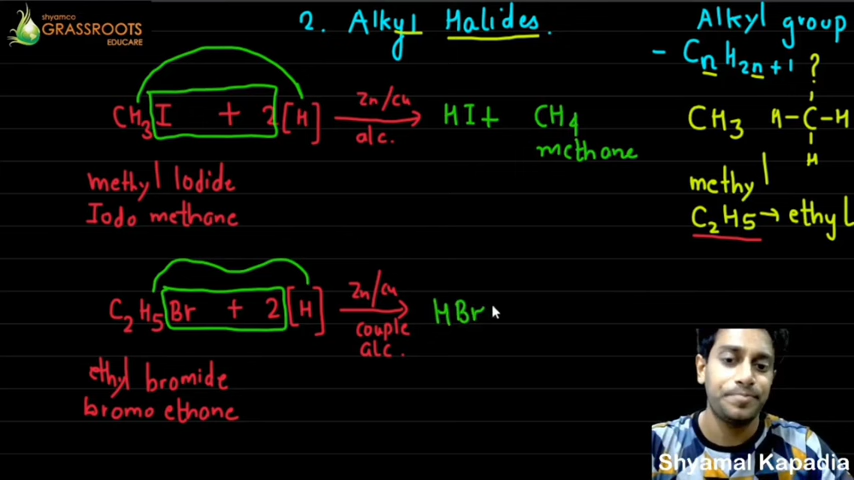 shyamco
GRASSROOTS
EDUCARE
2. Alkyl Halides.
Alkyl group
- CnH2n+1
?
CH3I + 2[H] Zn/Cu alc. HI + CH4
methane
CH3 H-C-H
H
methyl Iodide
Iodo methane
methyl
C2H5 → ethyl
C2H5Br + 2[H] Zn/Cu couple alc. HBr
ethyl bromide
bromo ethane
Shyamal Kapadia